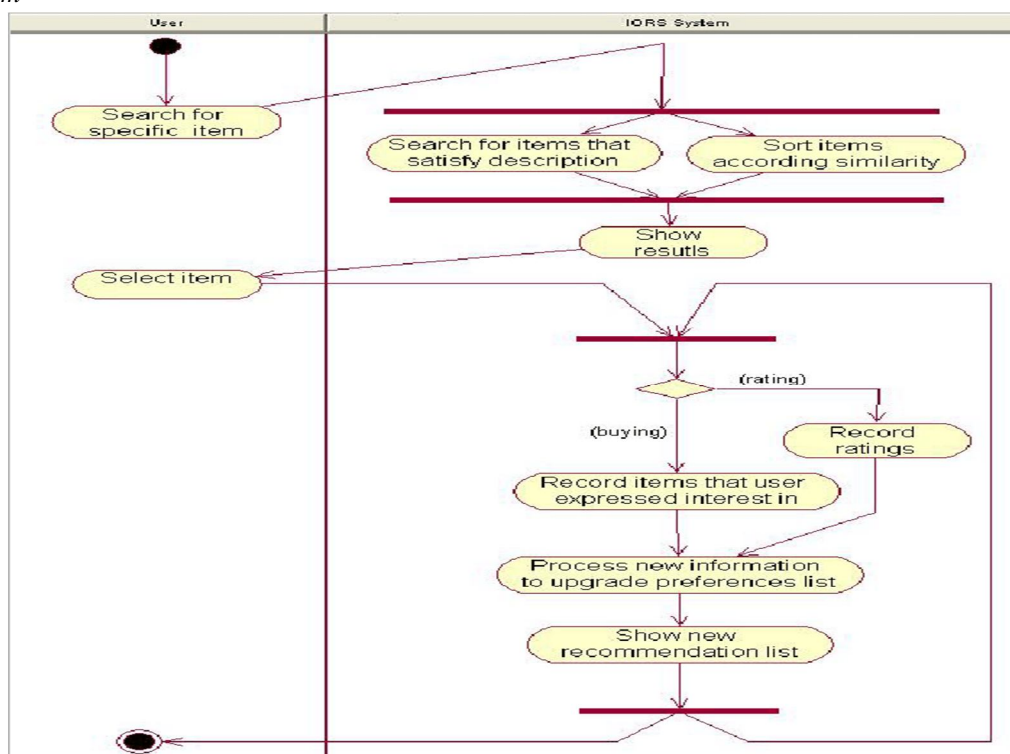 User
IORS System
Search for
specific item
Search for items that
satisfy description
Sort items
according similarity
Show
resutls
Select item
(rating)
(buying)
Record
ratings
Record items that user
expressed interest in
Process new information
to upgrade preferences list
Show new
recommendation list